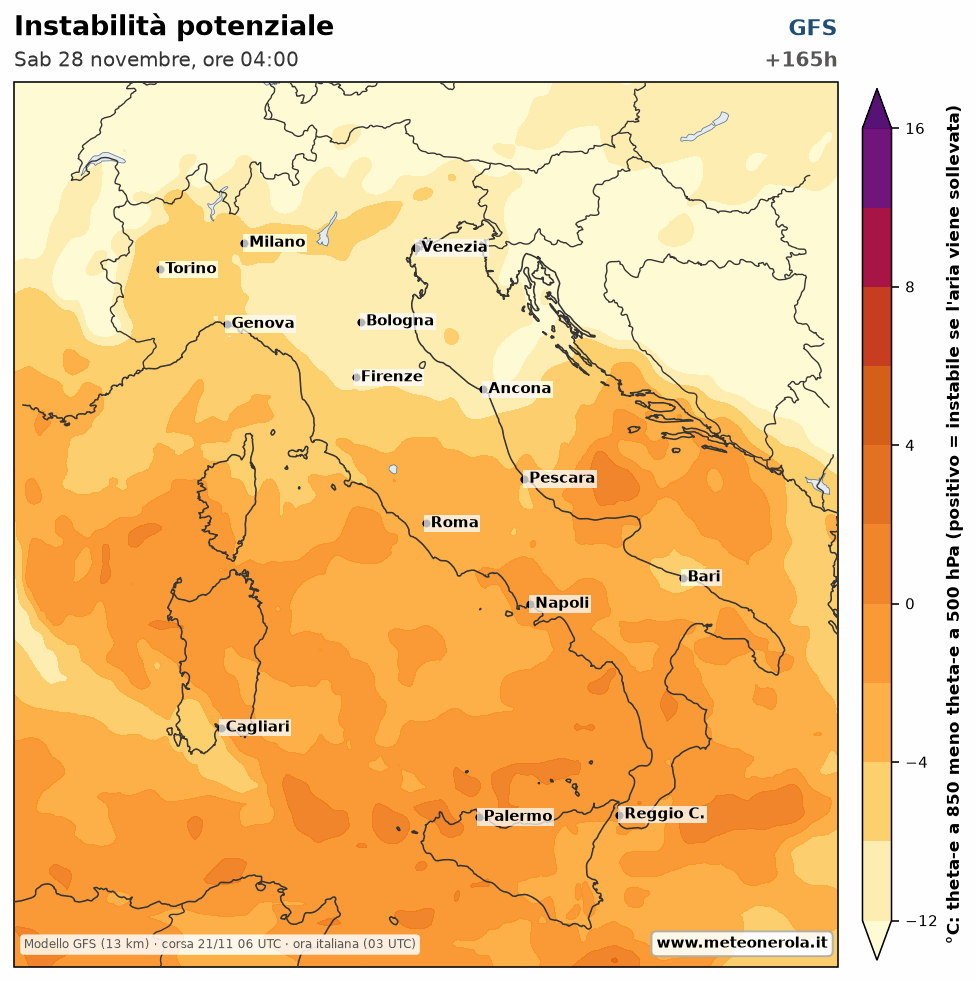 Instabilità potenziale
GFS
Sab 28 novembre, ore 04:00
+165h
Milano
Venezia
Torino
Genova
Bologna
Firenze
Ancona
Pescara
Roma
Bari
Napoli
Cagliari
Palermo
Reggio C.
16
8
4
0
−4
−12
°C: theta-e a 850 meno theta-e a 500 hPa (positivo = instabile se l'aria viene sollevata)
Modello GFS (13 km) · corsa 21/11 06 UTC · ora italiana (03 UTC)
www.meteonerola.it